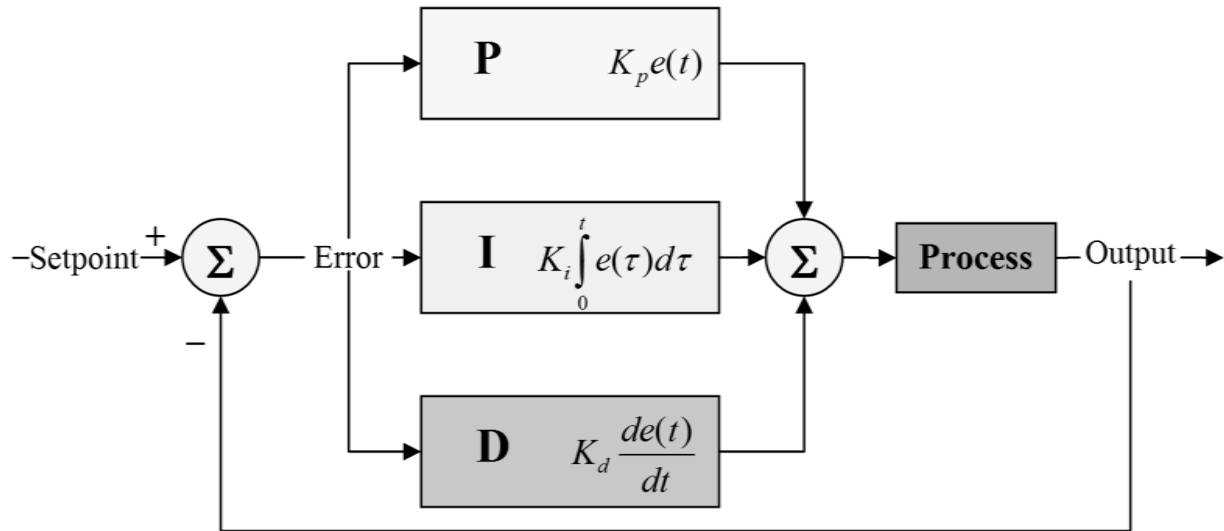 P K_p e(t)
−Setpoint + Σ Error
I K_i ∫_0^t e(τ)dτ
Σ Process Output
−
D K_d de(t)/dt